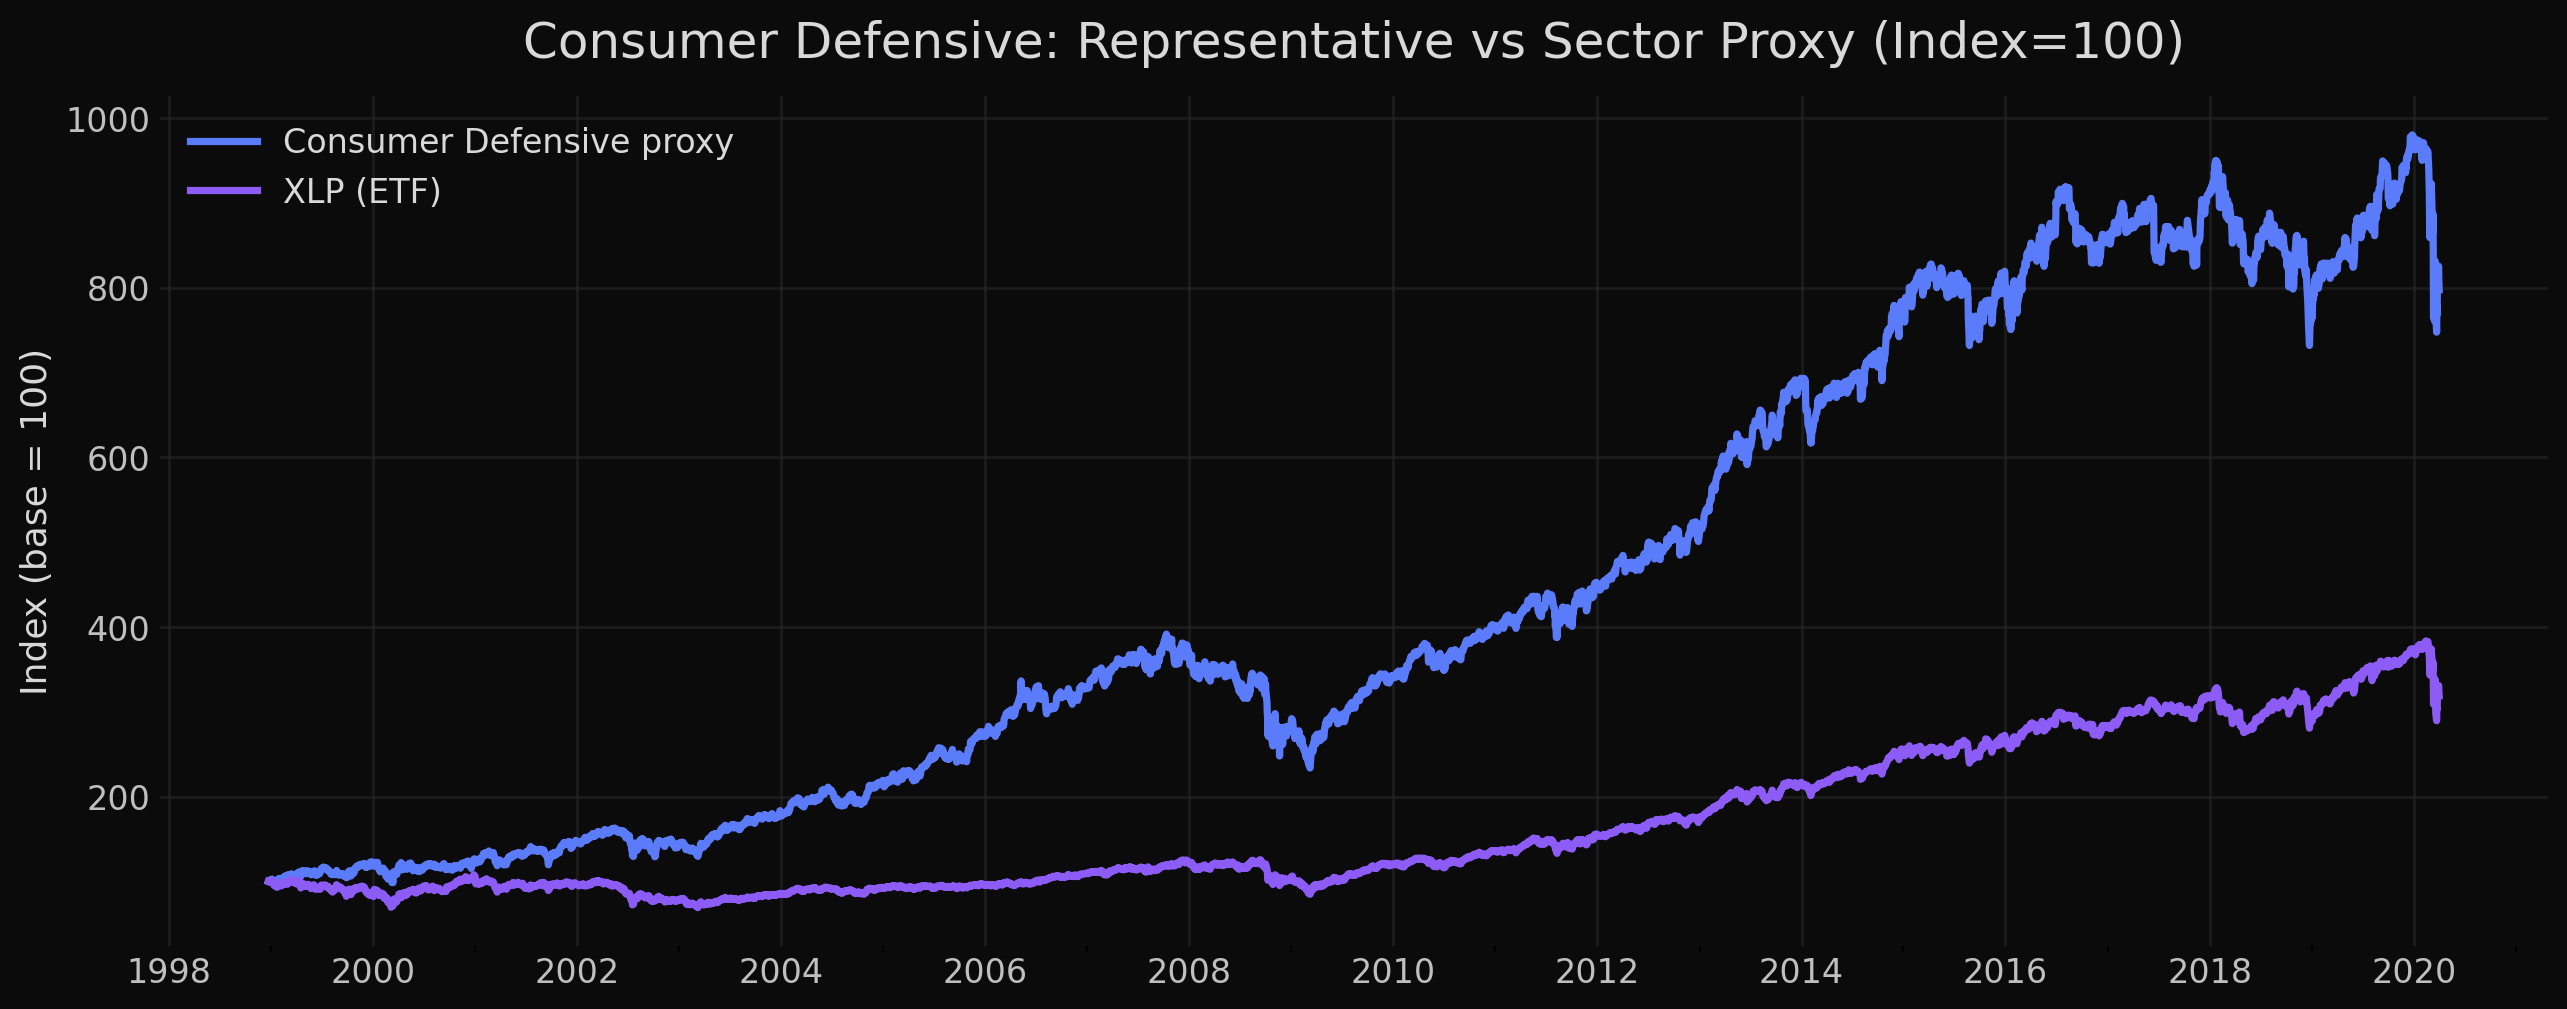 Consumer Defensive: Representative vs Sector Proxy (Index=100)
Consumer Defensive proxy
XLP (ETF)
Index (base = 100)
1000
800
600
400
200
1998 2000 2002 2004 2006 2008 2010 2012 2014 2016 2018 2020